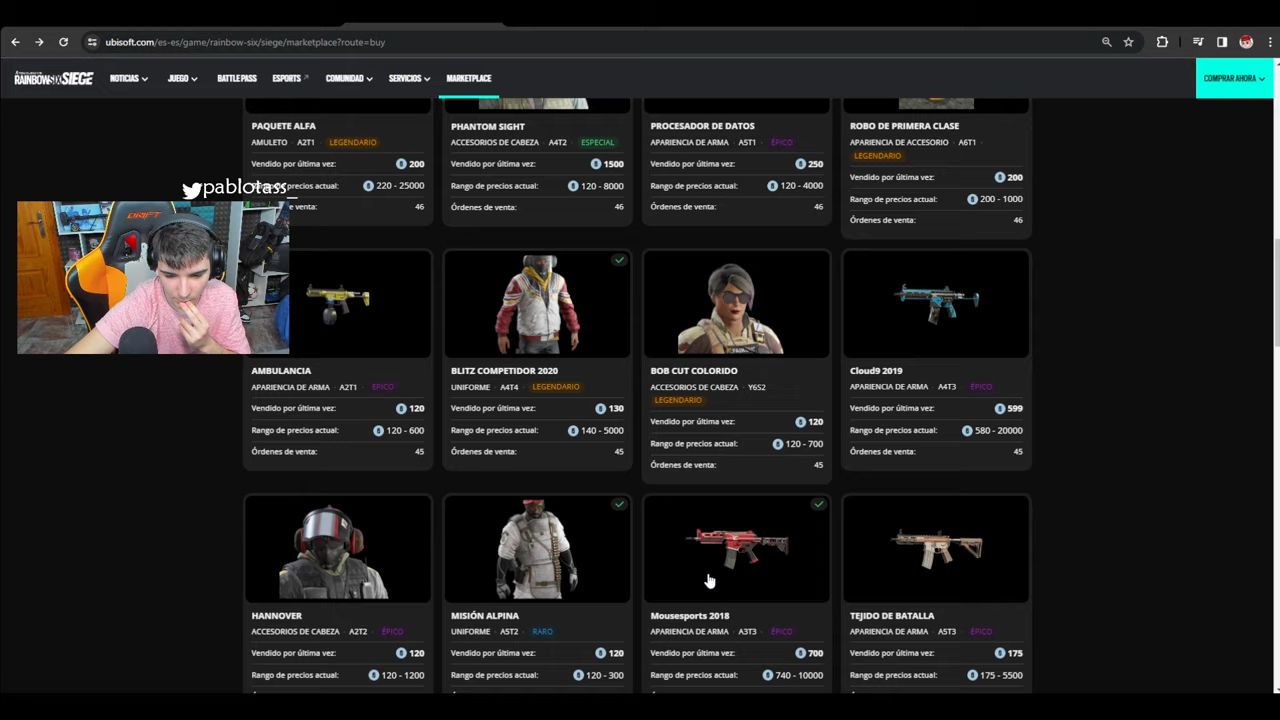 ubisoft.com/es-es/game/rainbow-six/siege/marketplace?route=buy
RAINBOWSIX SIEGE NOTICIAS JUEGO BATTLE PASS ESPORTS COMUNIDAD SERVICIOS MARKETPLACE COMPRAR AHORA
PAQUETE ALFA
AMULETO · A2T1 · LEGENDARIO
Vendido por última vez: 200
220 - 25000
de venta: 46
PHANTOM SIGHT
ACCESORIOS DE CABEZA · A4T2 · ESPECIAL
Vendido por última vez: 1500
Rango de precios actual: 120 - 8000
Órdenes de venta: 46
PROCESADOR DE DATOS
APARIENCIA DE ARMA · A5T1 · ÉPICO
Vendido por última vez: 250
Rango de precios actual: 120 - 4000
Órdenes de venta: 46
ROBO DE PRIMERA CLASE
APARIENCIA DE ACCESORIO · A6T1 ·
LEGENDARIO
Vendido por última vez: 200
Rango de precios actual: 200 - 1000
Órdenes de venta: 46
pablotass_
DRIFT
AMBULANCIA
APARIENCIA DE ARMA · A2T1 · ÉPICO
Vendido por última vez: 120
Rango de precios actual: 120 - 600
Órdenes de venta: 45
BLITZ COMPETIDOR 2020
UNIFORME · A4T4 · LEGENDARIO
Vendido por última vez: 130
Rango de precios actual: 140 - 5000
Órdenes de venta: 45
BOB CUT COLORIDO
ACCESORIOS DE CABEZA · Y6S2 ·
LEGENDARIO
Vendido por última vez: 120
Rango de precios actual: 120 - 700
Órdenes de venta: 45
Cloud9 2019
APARIENCIA DE ARMA · A4T3 · ÉPICO
Vendido por última vez: 599
Rango de precios actual: 580 - 20000
Órdenes de venta: 45
HANNOVER
ACCESORIOS DE CABEZA · A2T2 · ÉPICO
Vendido por última vez: 120
Rango de precios actual: 120 - 1200
MISIÓN ALPINA
UNIFORME · A5T2 · RARO
Vendido por última vez: 120
Rango de precios actual: 120 - 300
Mousesports 2018
APARIENCIA DE ARMA · A3T3 · ÉPICO
Vendido por última vez: 700
Rango de precios actual: 740 - 10000
TEJIDO DE BATALLA
APARIENCIA DE ARMA · A5T3 · ÉPICO
Vendido por última vez: 175
Rango de precios actual: 175 - 5500